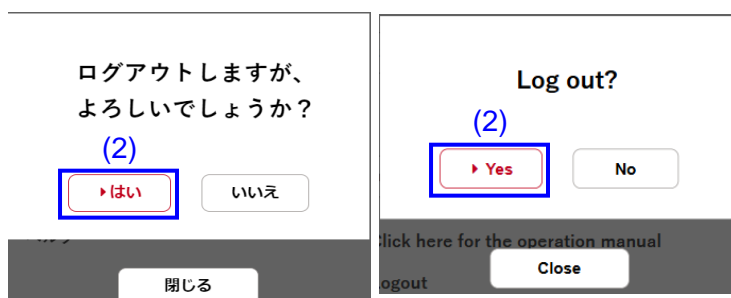 ログアウトしますが、
よろしいでしょうか？
(2)
はい
いいえ
閉じる
Log out?
(2)
Yes
No
Click here for the operation manual
Logout
Close